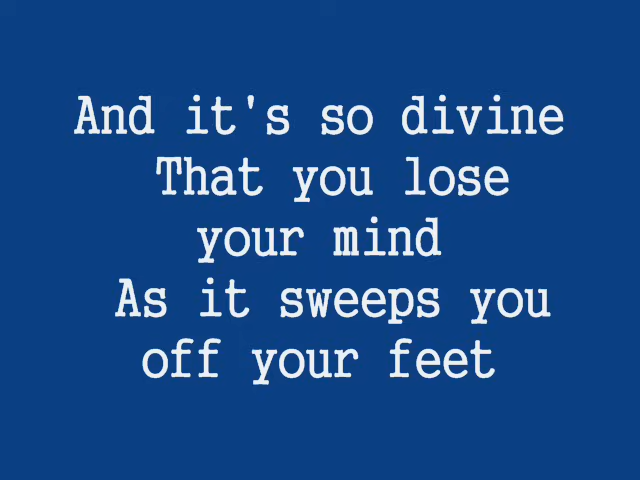 And it's so divine
That you lose
your mind
As it sweeps you
off your feet